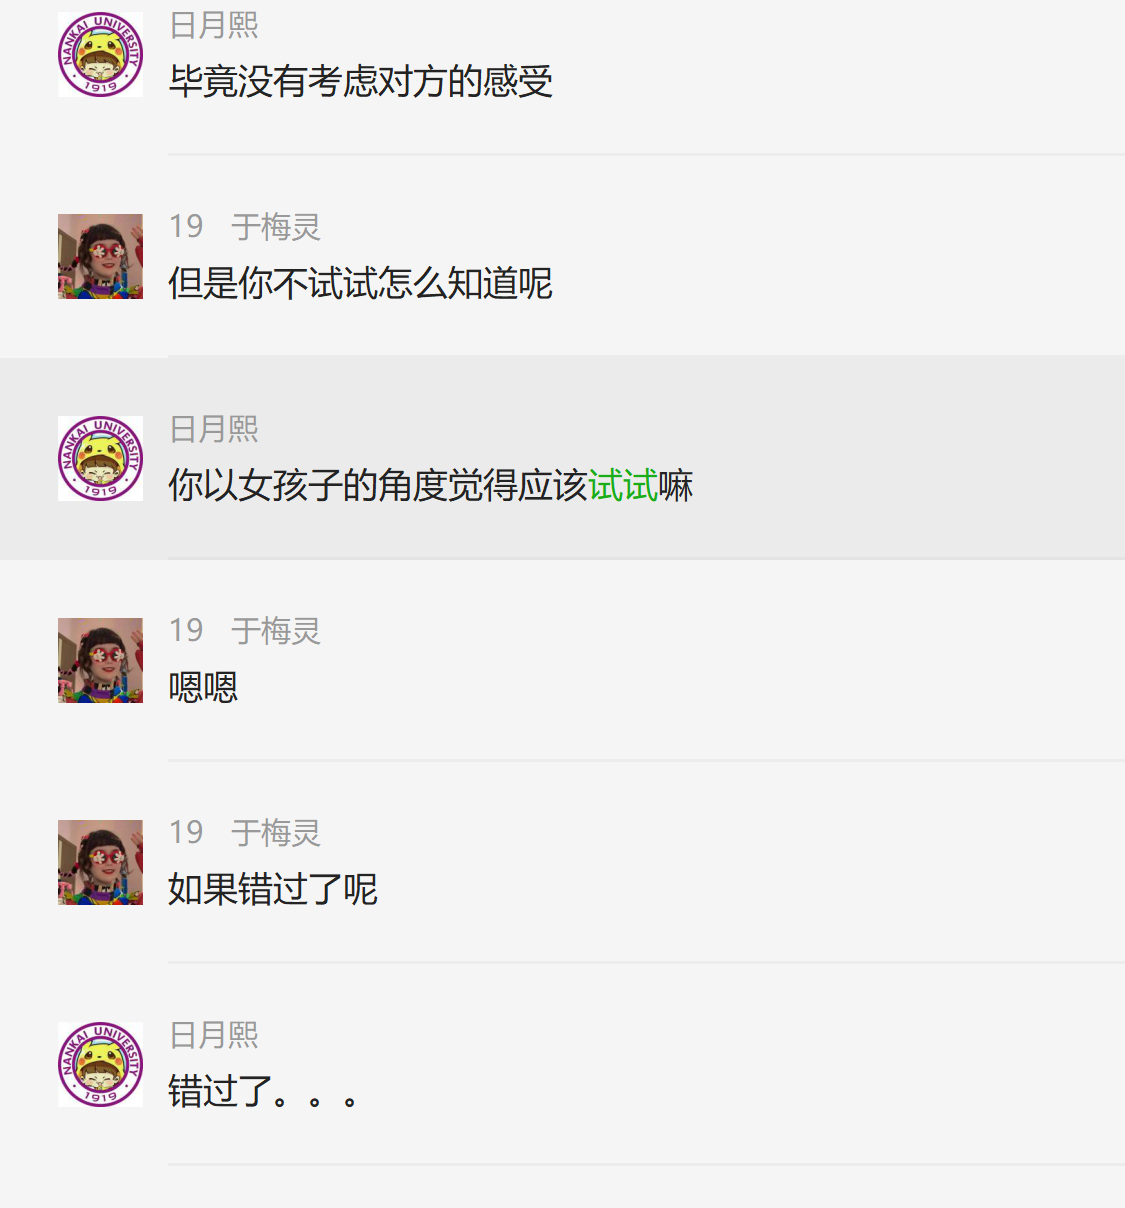 日月熙
毕竟没有考虑对方的感受
19 于梅灵
但是你不试试怎么知道呢
日月熙
你以女孩子的角度觉得应该试试嘛
19 于梅灵
嗯嗯
19 于梅灵
如果错过了呢
日月熙
错过了。。。
NANKAI UNIVERSITY
1919
NANKAI UNIVERSITY
1919
NANKAI UNIVERSITY
1919